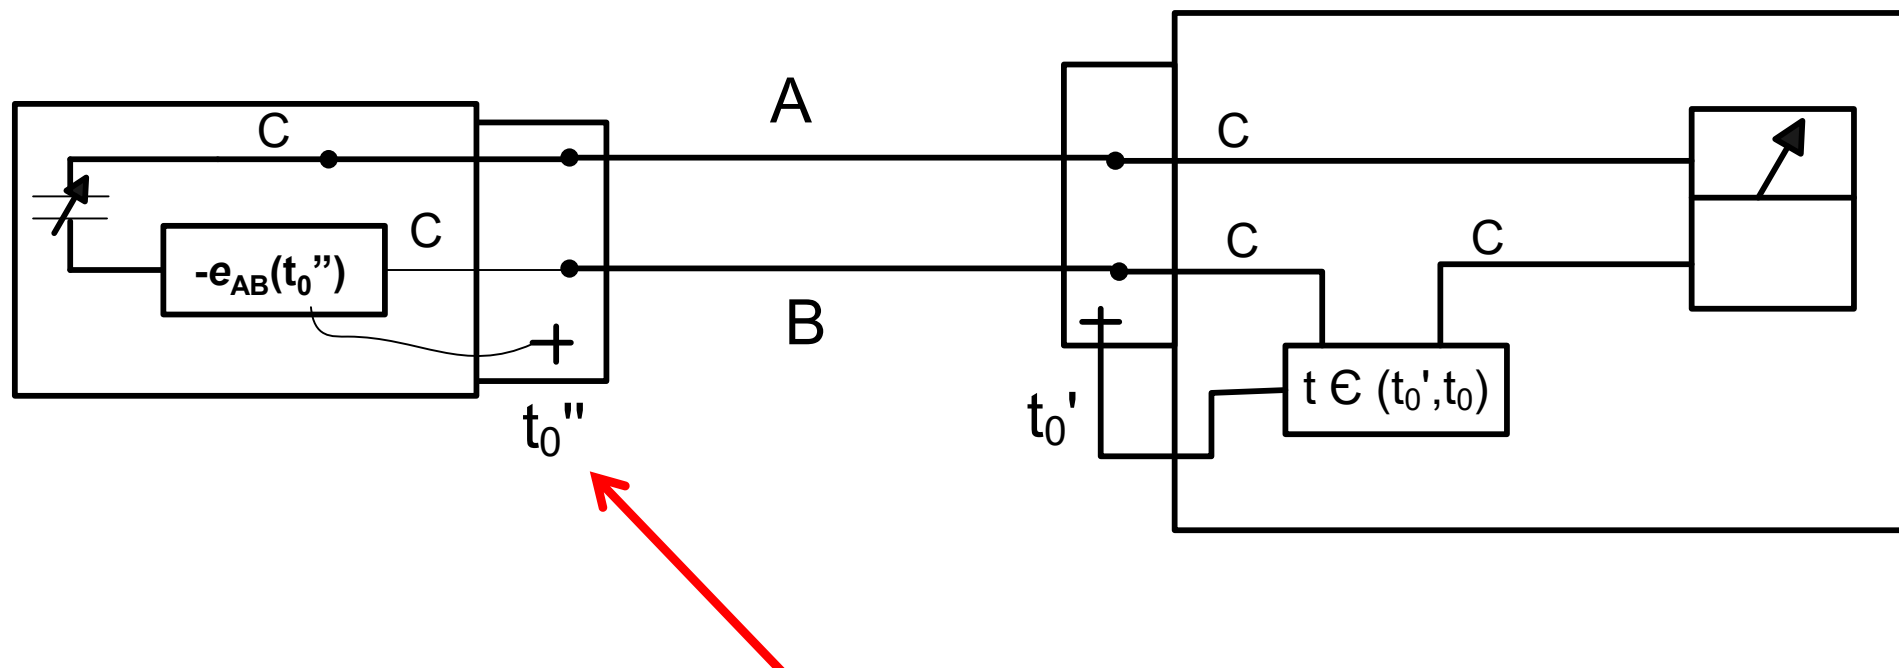 A
C
C
C
-eAB(t0”)
C
C
B
t0"
t0'
t Є (t0',t0)